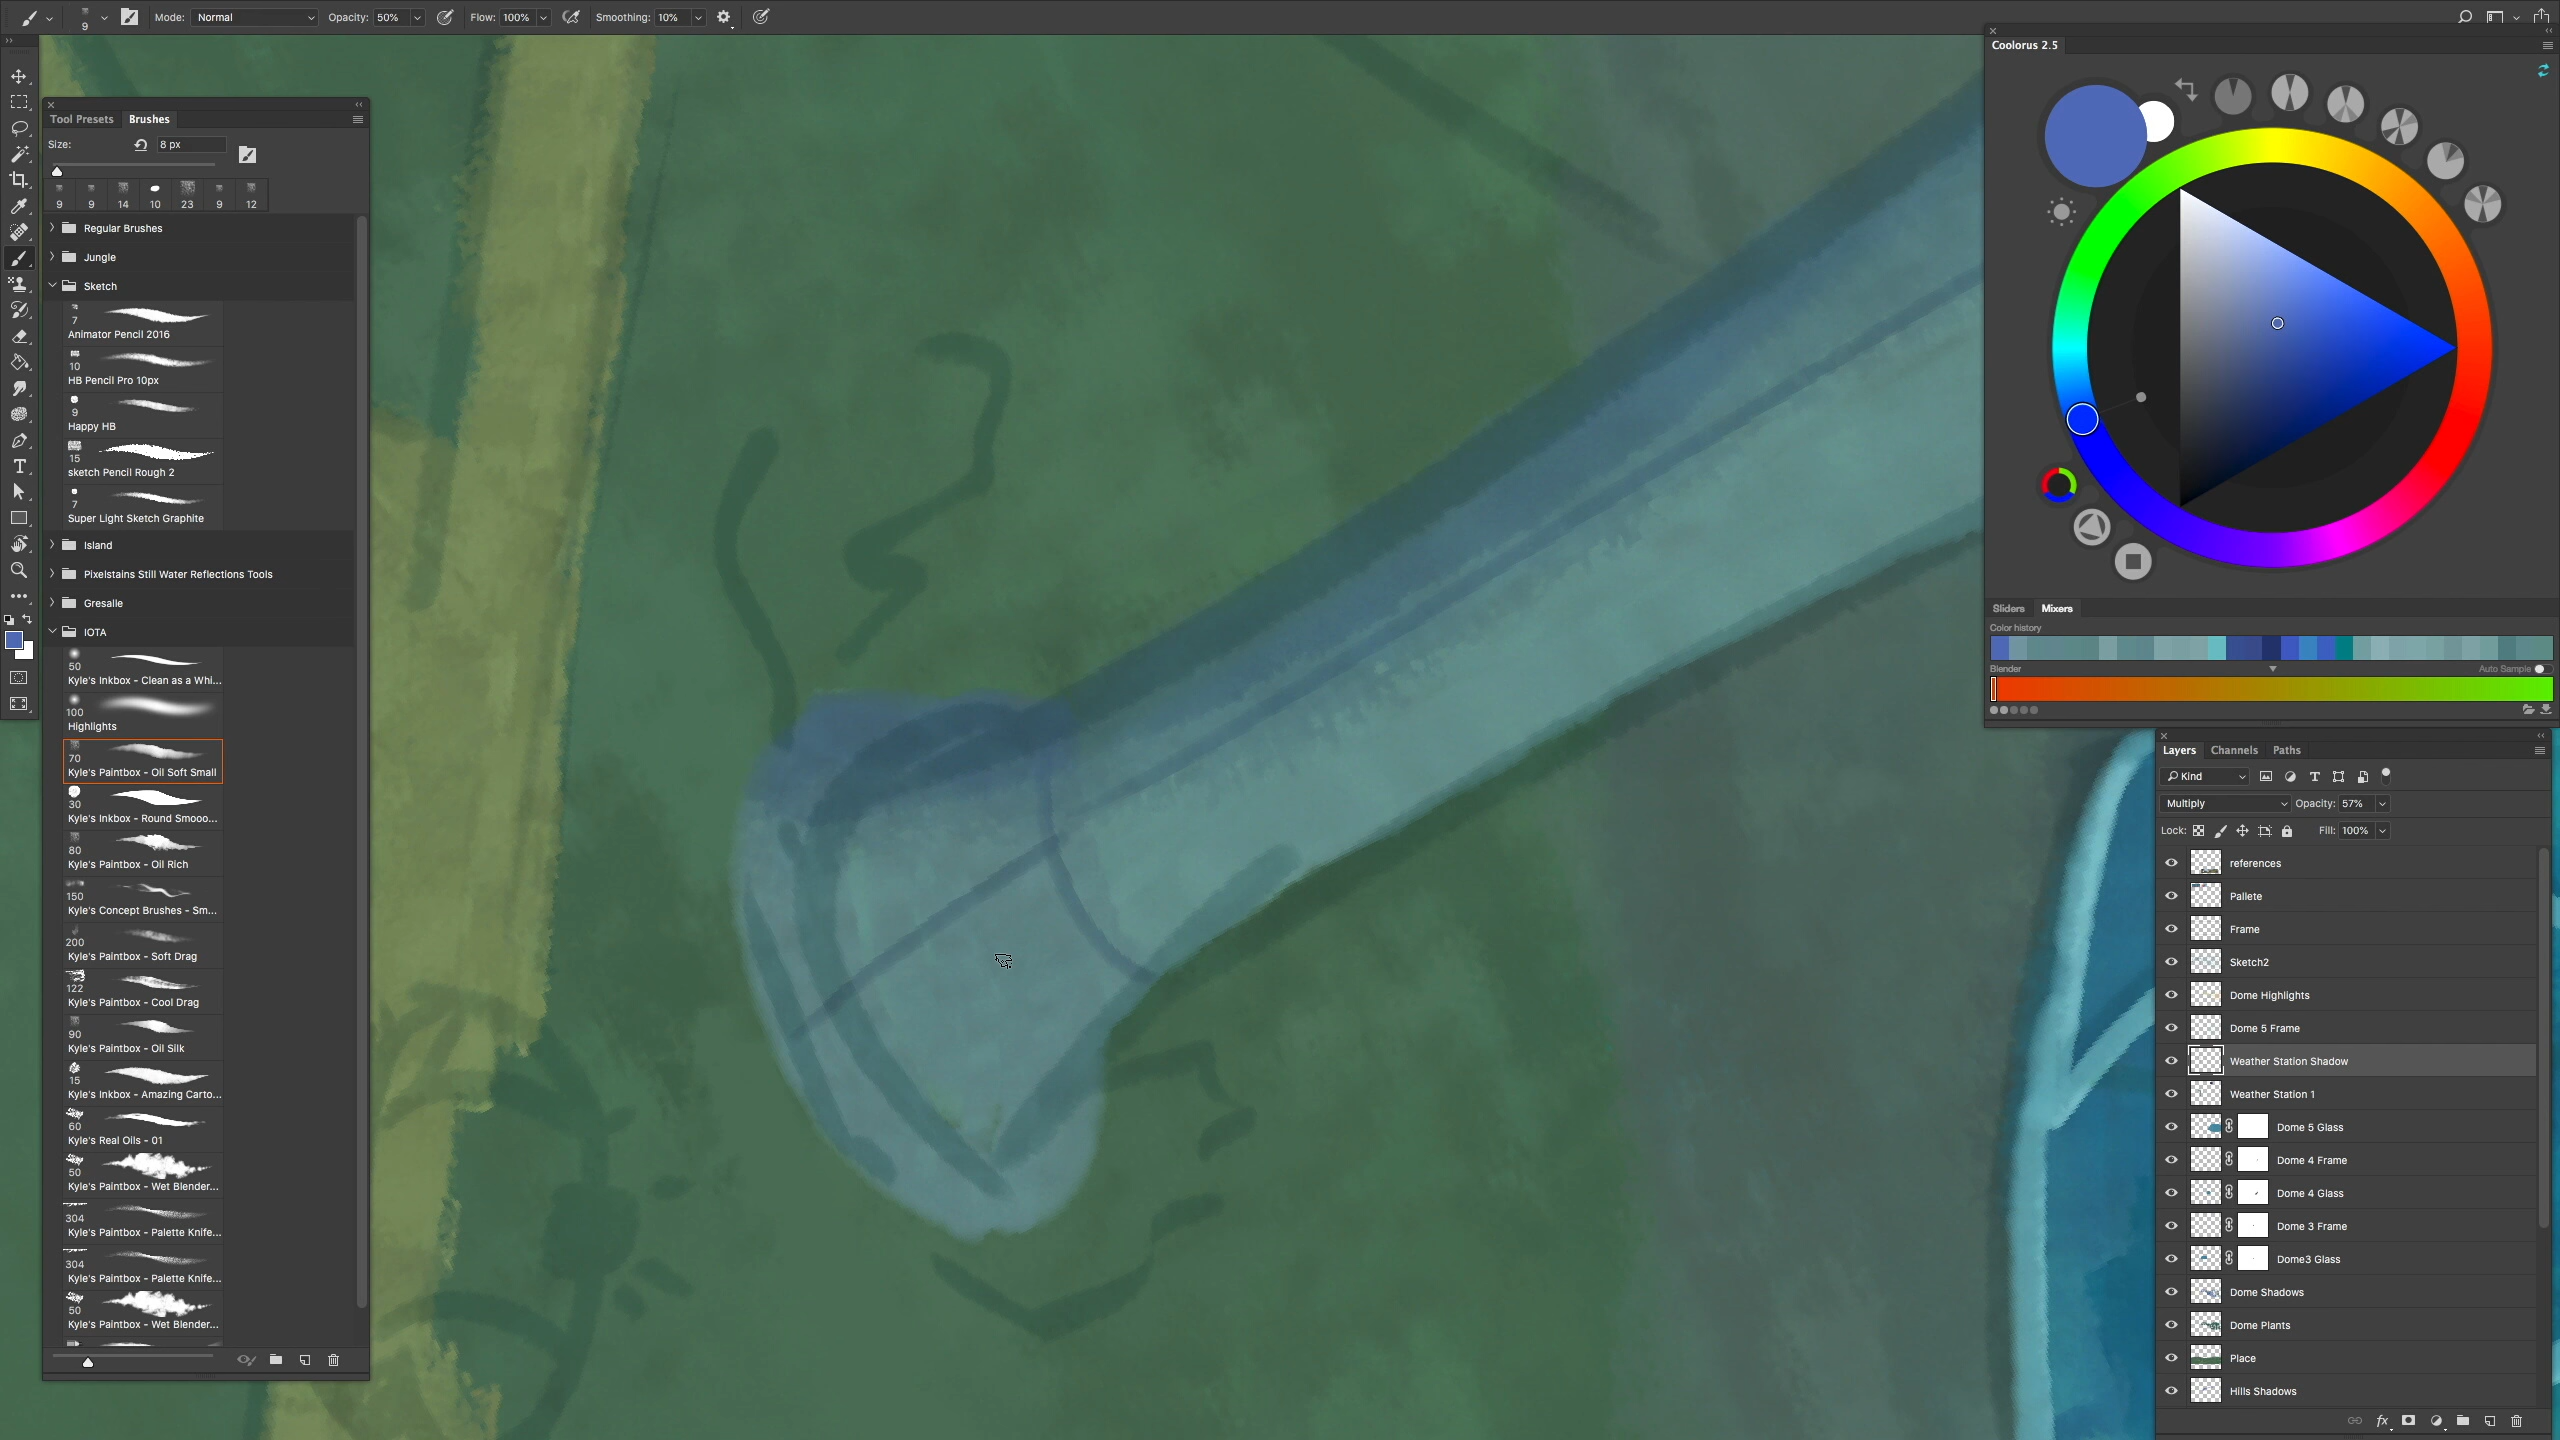 9
Mode: Normal
Opacity: 50%
Flow: 100%
Smoothing: 10%
Tool Presets
Brushes
Size:
8 px
9 9 14 10 23 9 12
Regular Brushes
Jungle
Sketch
7
Animator Pencil 2016
10
HB Pencil Pro 10px
9
Happy HB
15
sketch Pencil Rough 2
7
Super Light Sketch Graphite
Island
Pixelstains Still Water Reflections Tools
Gresalle
IOTA
50
Kyle's Inkbox - Clean as a Whi...
100
Highlights
70
Kyle's Paintbox - Oil Soft Small
30
Kyle's Inkbox - Round Smooo...
80
Kyle's Paintbox - Oil Rich
150
Kyle's Concept Brushes - Sm...
200
Kyle's Paintbox - Soft Drag
122
Kyle's Paintbox - Cool Drag
90
Kyle's Paintbox - Oil Silk
15
Kyle's Inkbox - Amazing Carto...
60
Kyle's Real Oils - 01
50
Kyle's Paintbox - Wet Blender...
304
Kyle's Paintbox - Palette Knife...
304
Kyle's Paintbox - Palette Knife...
50
Kyle's Paintbox - Wet Blender...
Coolorus 2.5
Sliders
Mixers
Color history
Blender
Auto Sample
Layers
Channels
Paths
Kind
Multiply
Opacity: 57%
Lock:
Fill: 100%
references
Pallete
Frame
Sketch2
Dome Highlights
Dome 5 Frame
Weather Station Shadow
Weather Station 1
Dome 5 Glass
Dome 4 Frame
Dome 4 Glass
Dome 3 Frame
Dome3 Glass
Dome Shadows
Dome Plants
Place
Hills Shadows
fx